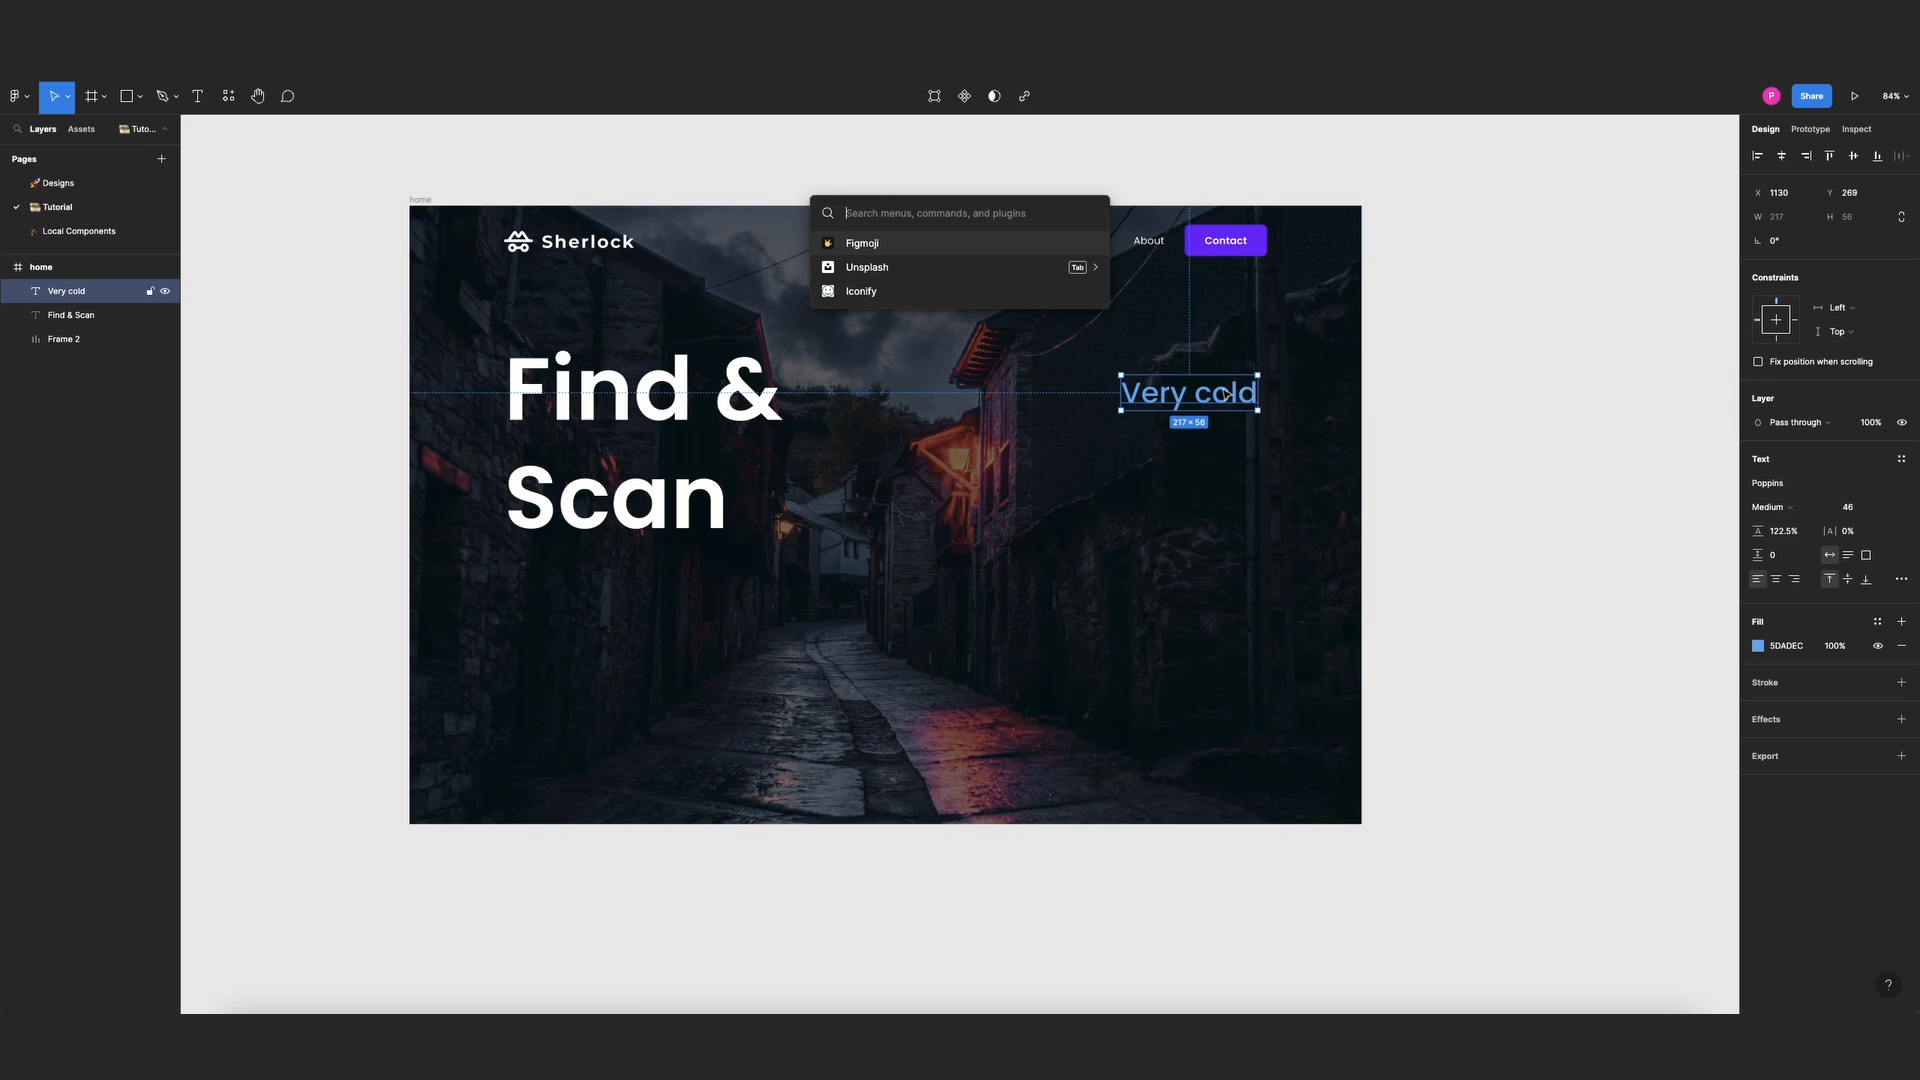 Share
84%
Layers
Assets
Tuto...
Design
Prototype
Inspect
Pages
Designs
Tutorial
Local Components
home
Very cold
Find & Scan
Frame 2
home
Sherlock
Search menus, commands, and plugins
Figmoji
Unsplash
Tab
Iconify
About
Contact
Find &
Scan
Very cold
217 × 56
P
X 1130
Y 269
W 217
H 56
0°
Constraints
Left
Top
Fix position when scrolling
Layer
Pass through
100%
Text
Poppins
Medium
46
122.5%
|A| 0%
0
Fill
5DADEC
100%
Stroke
Effects
Export
?